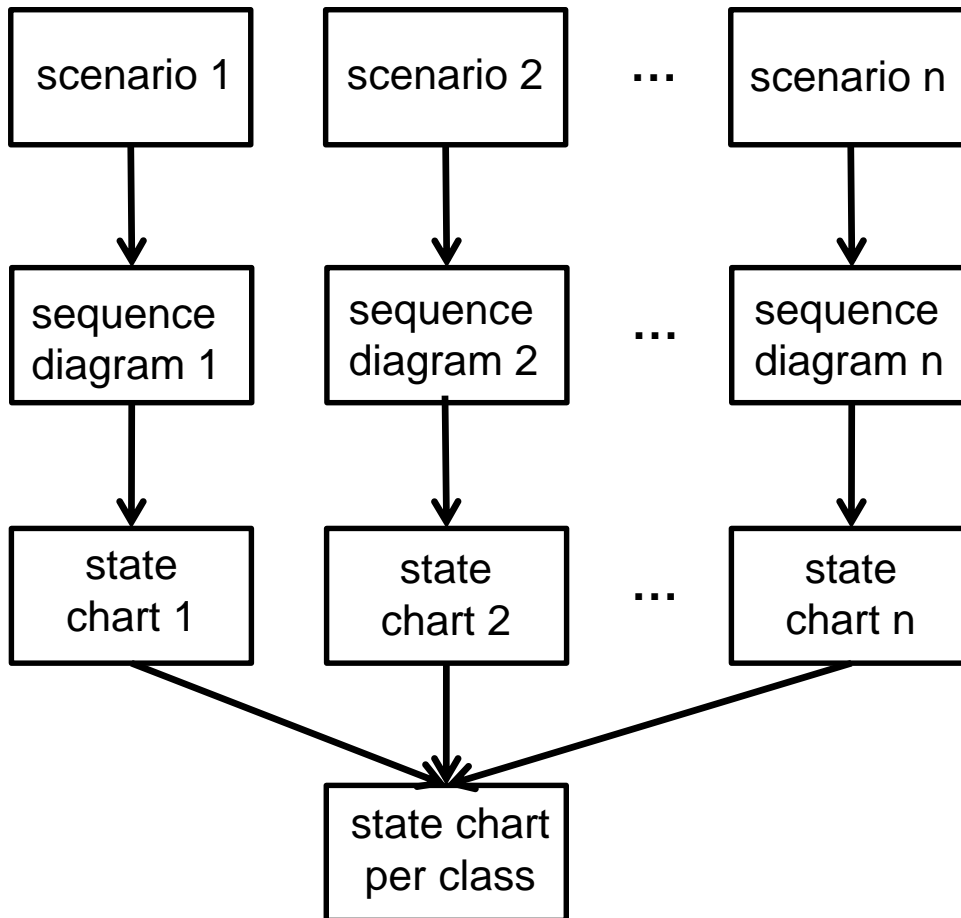 scenario 1
scenario 2
...
scenario n
sequence
diagram 1
sequence
diagram 2
...
sequence
diagram n
state
chart 1
state
chart 2
...
state
chart n
state chart
per class